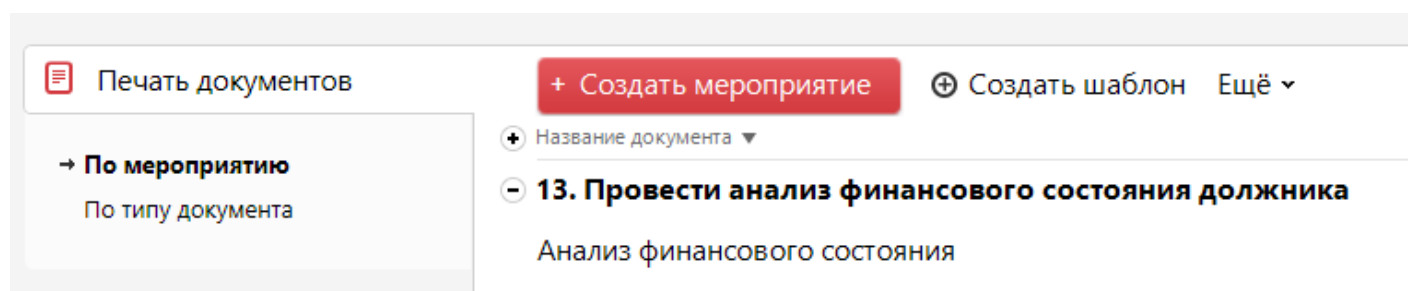 Печать документов
+ Создать мероприятие
Создать шаблон
Ещё
Название документа
→ По мероприятию
13. Провести анализ финансового состояния должника
По типу документа
Анализ финансового состояния